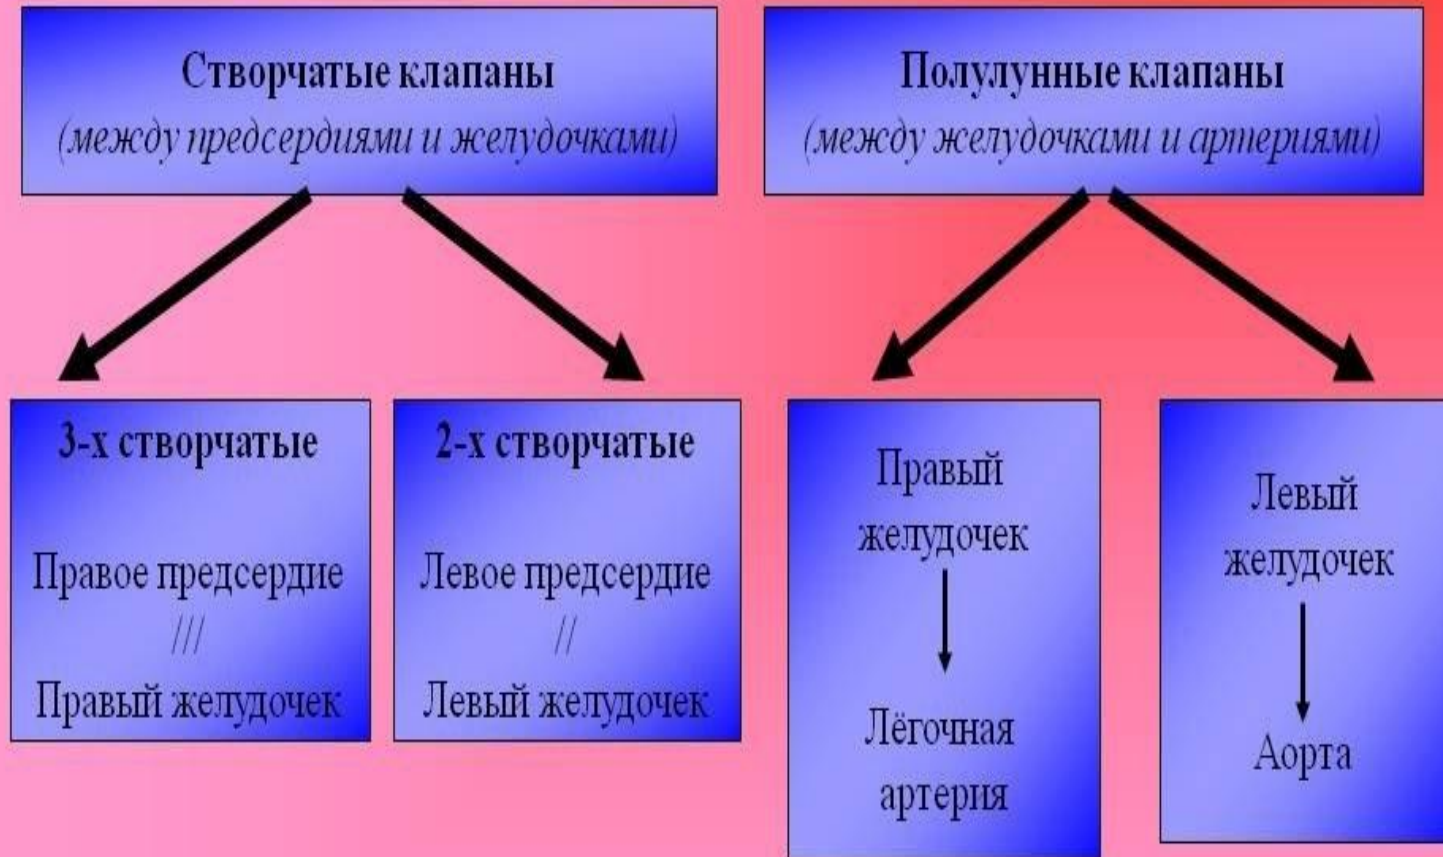 Створчатые клапаны
(между предсердиями и желудочками)
Полулунные клапаны
(между желудочками и артериями)
3-х створчатые
Правое предсердие
///
Правый желудочек
2-х створчатые
Левое предсердие
//
Левый желудочек
Правый
желудочек
Лёгочная
артерия
Левый
желудочек
Аорта